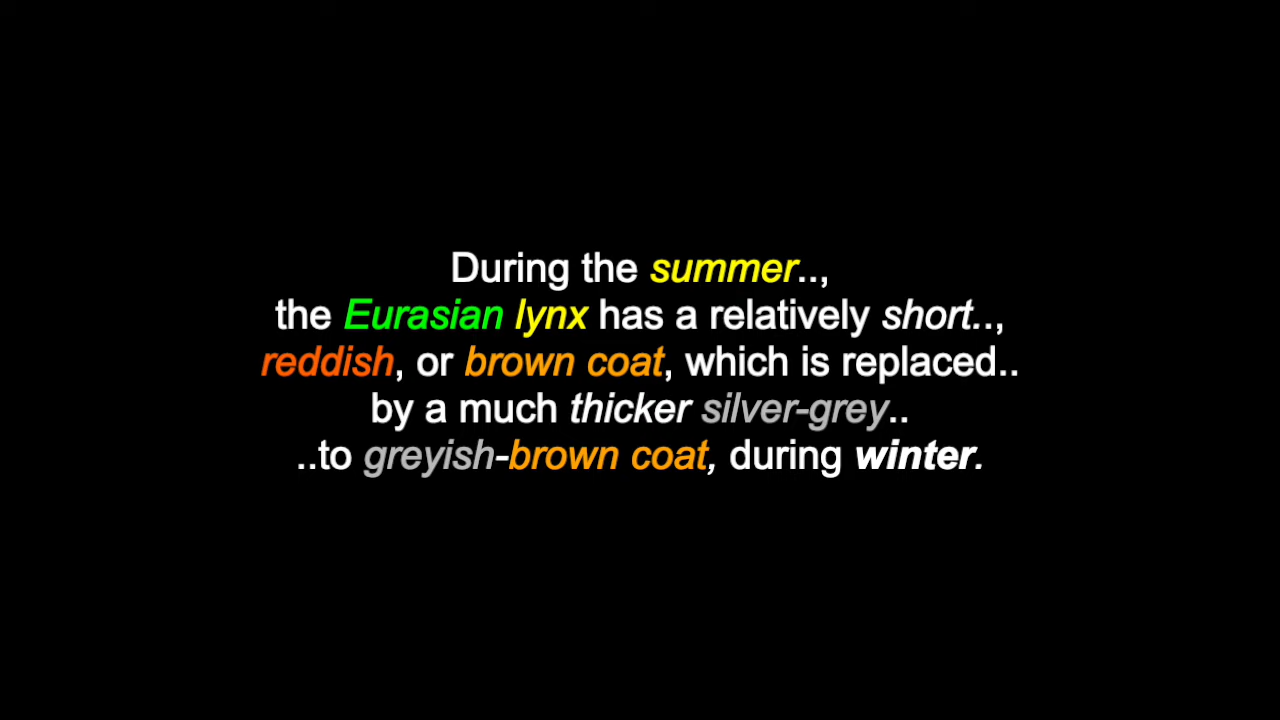 During the summer..,
the Eurasian lynx has a relatively short..,
reddish, or brown coat, which is replaced..
by a much thicker silver-grey..
..to greyish-brown coat, during winter.